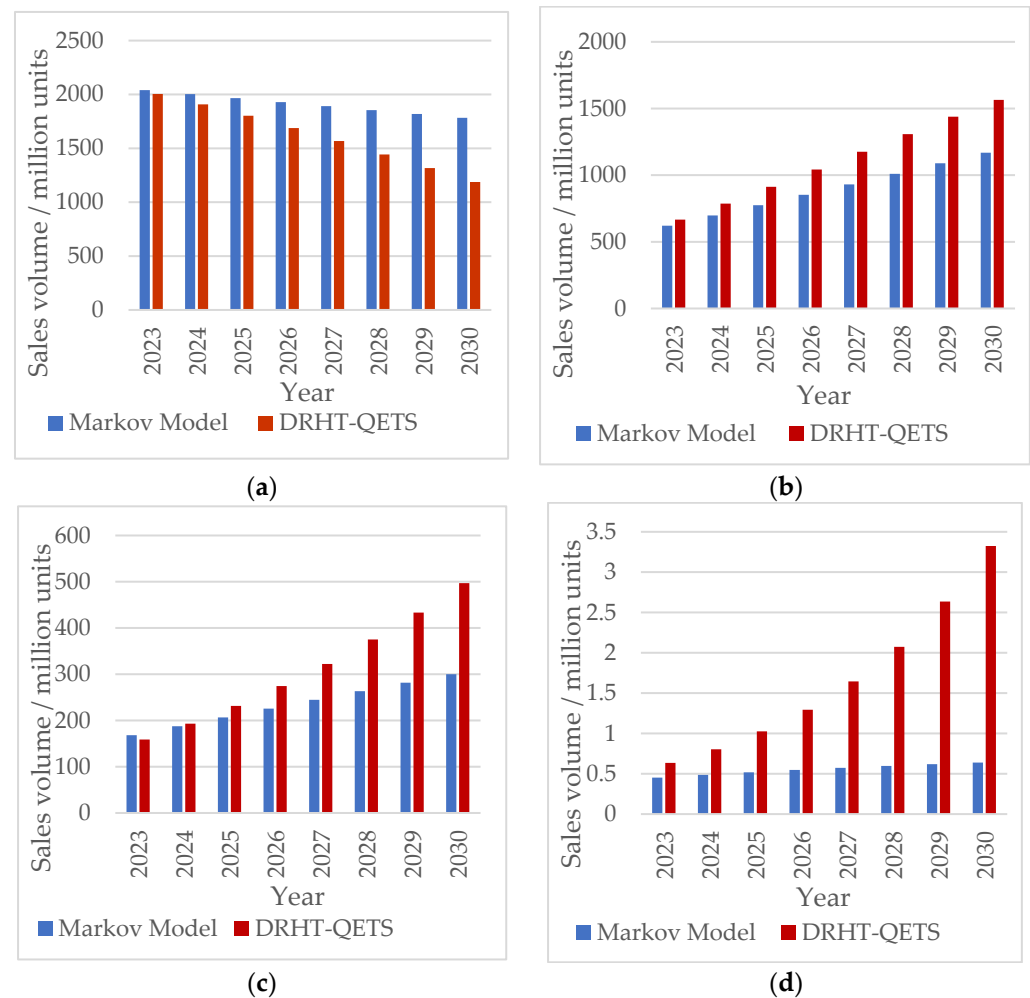 2500
2000
1500
1000
500
0
Sales volume / million units
2023 2024 2025 2026 2027 2028 2029 2030
Year
Markov Model DRHT-QETS
(a)
2000
1500
1000
500
0
Sales volume / million units
2023 2024 2025 2026 2027 2028 2029 2030
Year
Markov Model DRHT-QETS
(b)
600
500
400
300
200
100
0
Sales volume / million units
2023 2024 2025 2026 2027 2028 2029 2030
Year
Markov Model DRHT-QETS
(c)
3.5
3
2.5
2
1.5
1
0.5
0
Sales volume / million units
2023 2024 2025 2026 2027 2028 2029 2030
Year
Markov Model DRHT-QETS
(d)